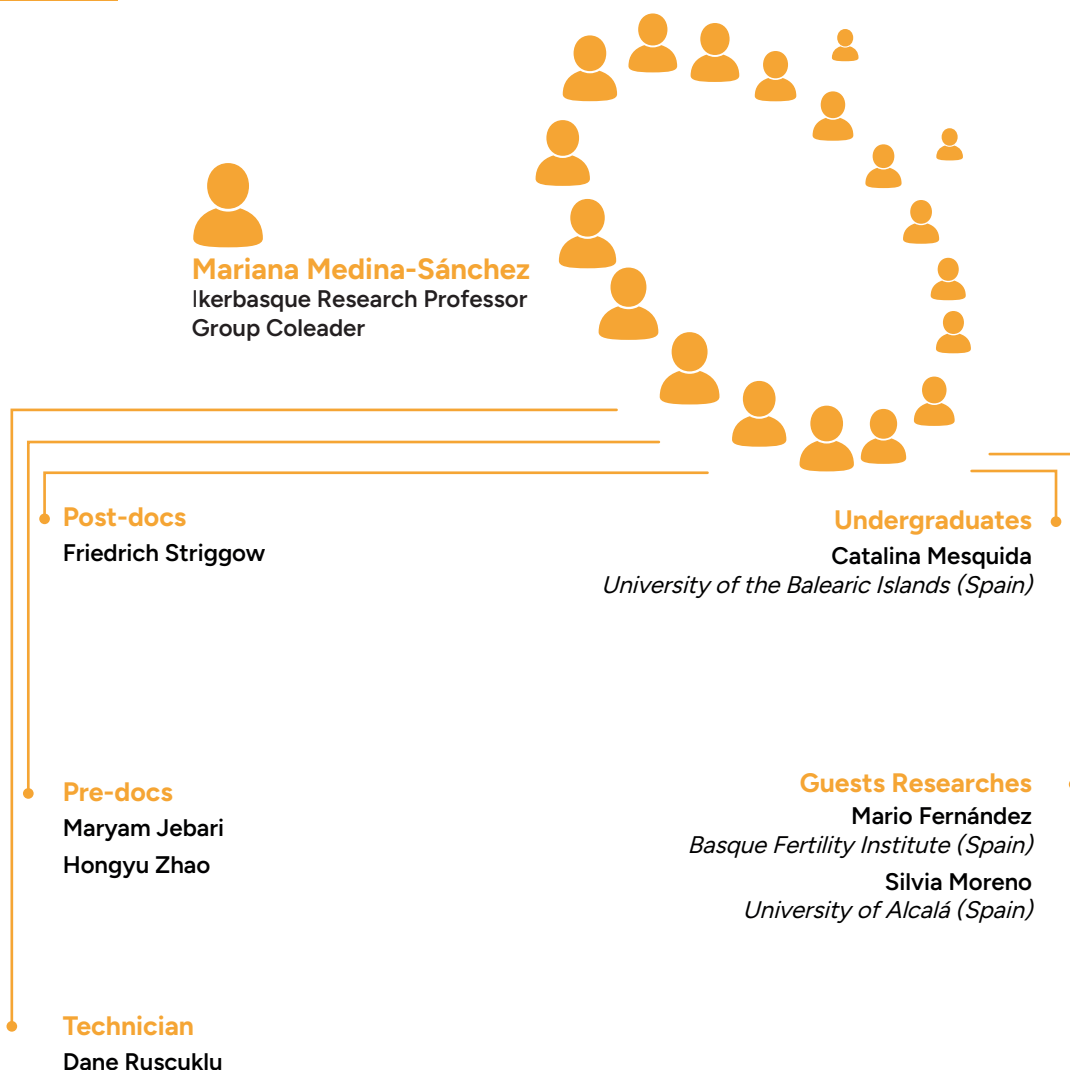 Mariana Medina-Sánchez
Ikerbasque Research Professor
Group Coleader
Post-docs
Friedrich Striggow
Undergraduates
Catalina Mesquida
University of the Balearic Islands (Spain)
Pre-docs
Maryam Jebari
Hongyu Zhao
Guests Researches
Mario Fernández
Basque Fertility Institute (Spain)
Silvia Moreno
University of Alcalá (Spain)
Technician
Dane Ruscuklu